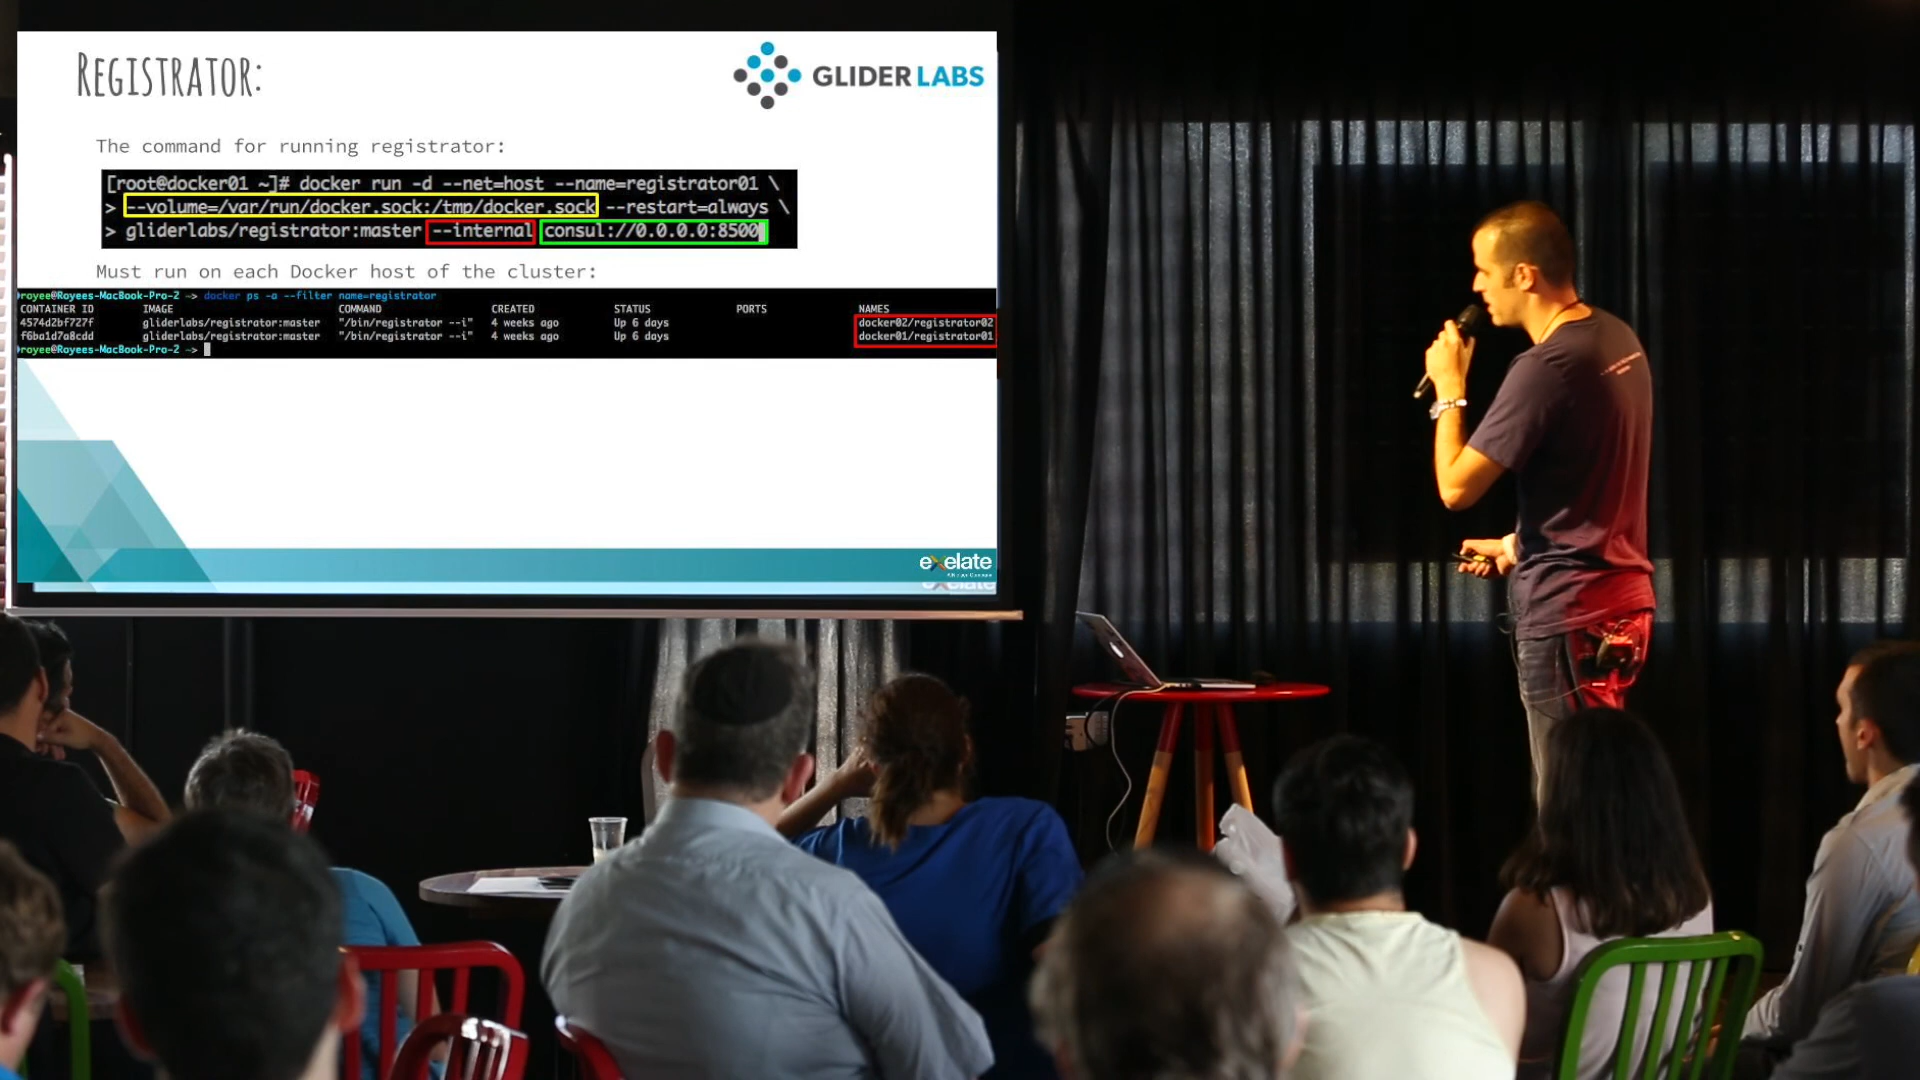 REGISTRATOR:
GLIDER LABS
The command for running registrator:
[root@docker01 ~]# docker run -d --net=host --name=registrator01 \
> --volume=/var/run/docker.sock:/tmp/docker.sock --restart=always \
> gliderlabs/registrator:master --internal consul://0.0.0.0:8500
Must run on each Docker host of the cluster:
royee@Royees-MacBook-Pro-2 ~> docker ps -a --filter name=registrator
CONTAINER ID IMAGE COMMAND CREATED STATUS PORTS NAMES
4574d2bf727f gliderlabs/registrator:master "/bin/registrator --i" 4 weeks ago Up 6 days docker02/registrator02
f6ba1d7a8cdd gliderlabs/registrator:master "/bin/registrator --i" 4 weeks ago Up 6 days docker01/registrator01
royee@Royees-MacBook-Pro-2 ~>
eXelate